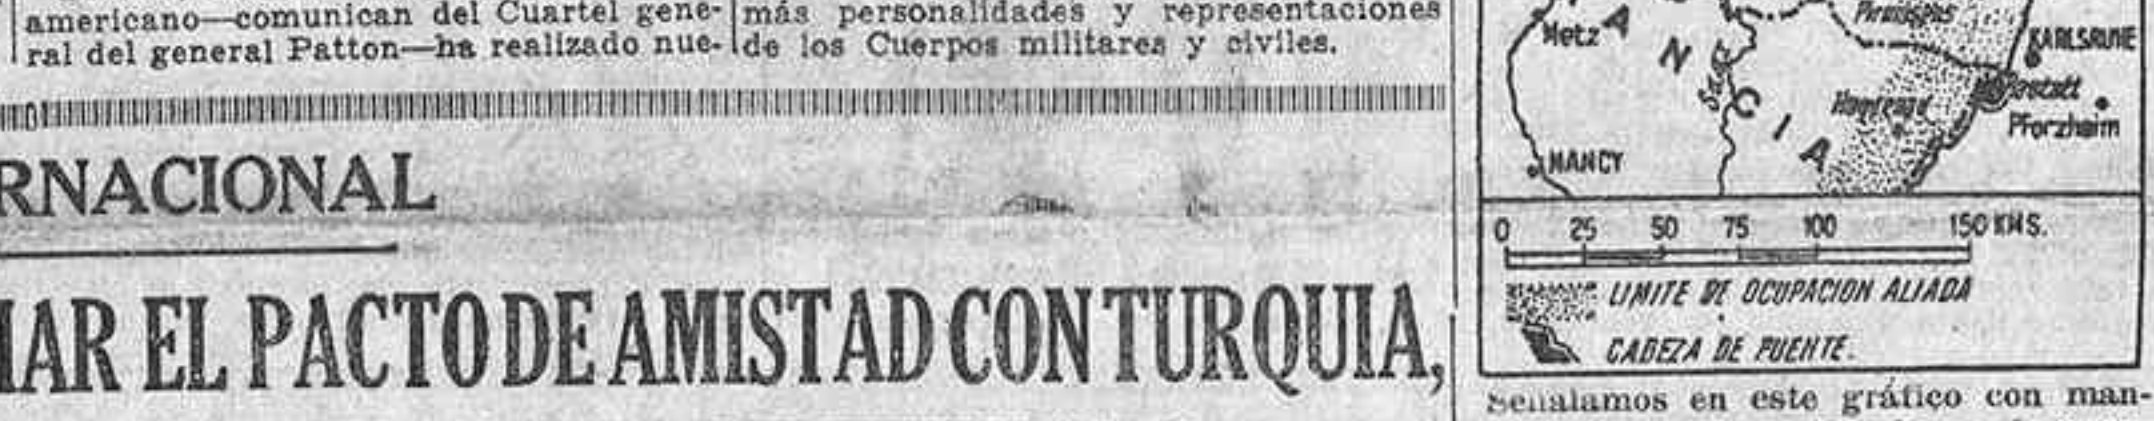 americano—comunican del Cuartel gene-
ral del general Patton—ha realizado nue-
más personalidades y representaciones
de los Cuerpos militares y civiles.
RNACIONAL
IAR EL PACTO DE AMISTAD CON TURQUIA,
Metz
A
N
C
I
A
NANCY
KARLSRUHE
Pforzheim
0 25 50 75 100 150 KMS.
LIMITE DE OCUPACION ALIADA
CABEZA DE PUENTE.
Señalamos en este gráfico con man-